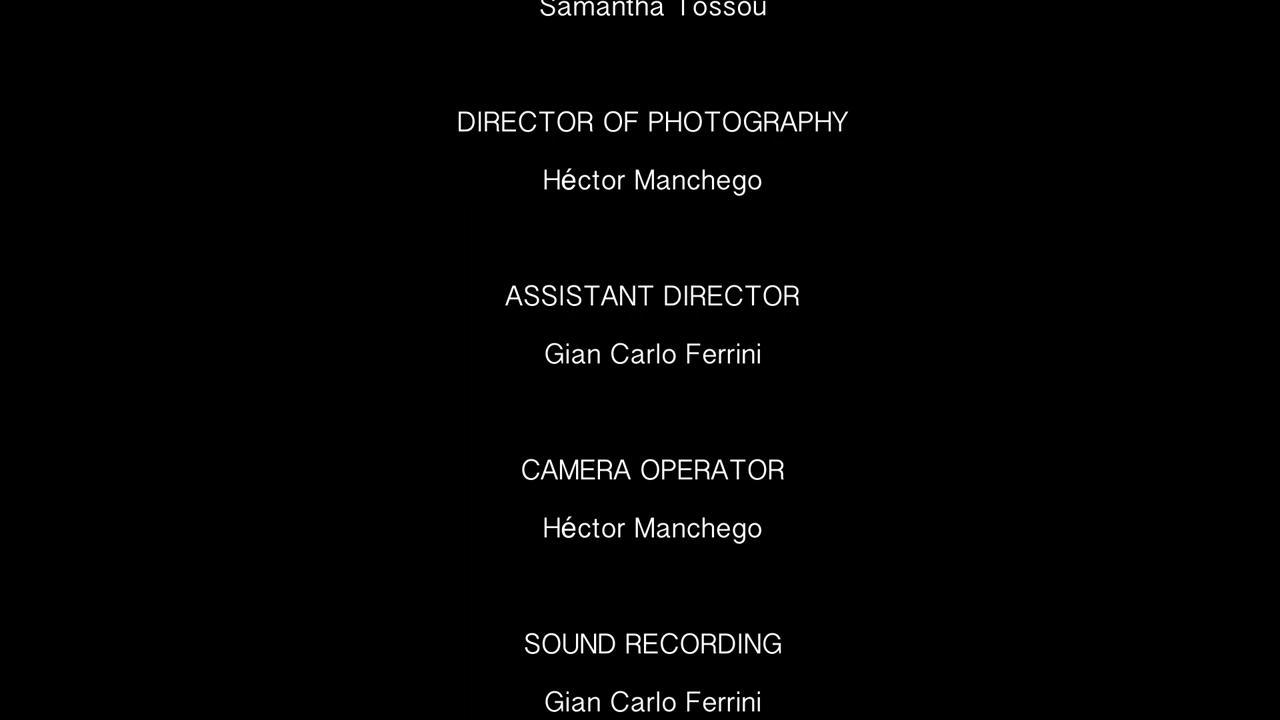 Samantha Tossou
DIRECTOR OF PHOTOGRAPHY
Héctor Manchego
ASSISTANT DIRECTOR
Gian Carlo Ferrini
CAMERA OPERATOR
Héctor Manchego
SOUND RECORDING
Gian Carlo Ferrini